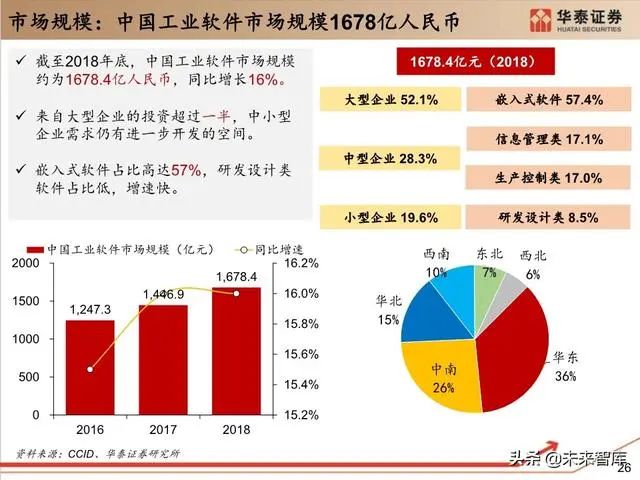 市场规模：中国工业软件市场规模1678亿人民币
华泰证券
HUATAI SECURITIES
截至2018年底，中国工业软件市场规模
约为1678.4亿人民币，同比增长16%。
来自大型企业的投资超过一半，中小型
企业需求仍有进一步开发的空间。
嵌入式软件占比高达57%，研发设计类
软件占比低，增速快。
1678.4亿元（2018）
大型企业 52.1%
中型企业 28.3%
小型企业 19.6%
嵌入式软件 57.4%
信息管理类 17.1%
生产控制类 17.0%
研发设计类 8.5%
中国工业软件市场规模（亿元）
同比增速
2000
1500
1000
500
0
1,247.3
1,446.9
1,678.4
16.2%
16.0%
15.8%
15.6%
15.4%
15.2%
2016
2017
2018
东北
7%
西北
6%
华东
36%
中南
26%
华北
15%
西南
10%
资料来源：CCID、华泰证券研究所
头条 @未来智库
26